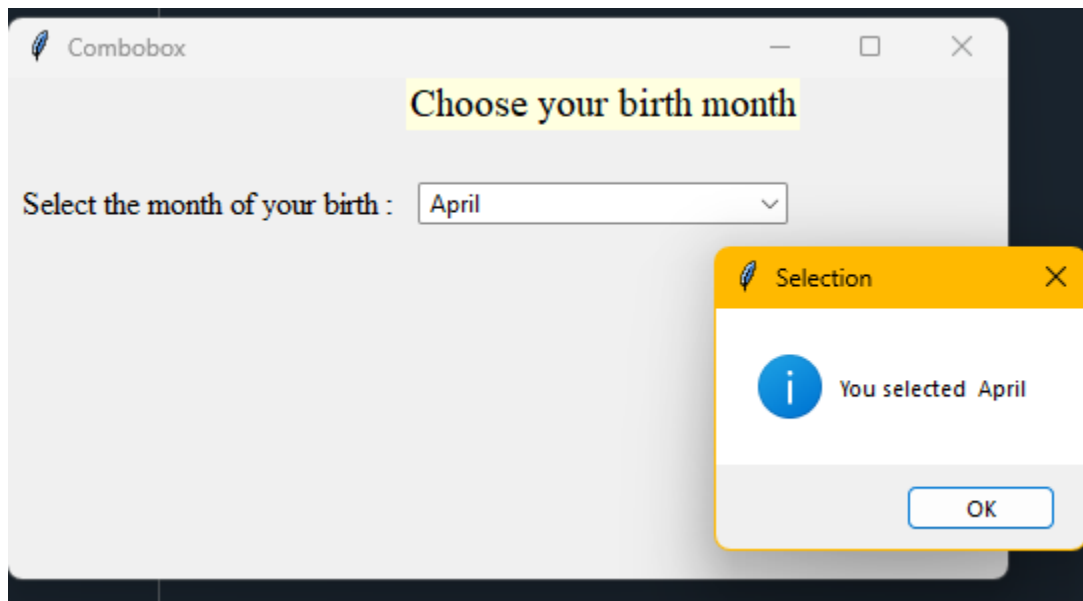 Combobox
Choose your birth month
Select the month of your birth :
April
Selection
You selected  April
OK